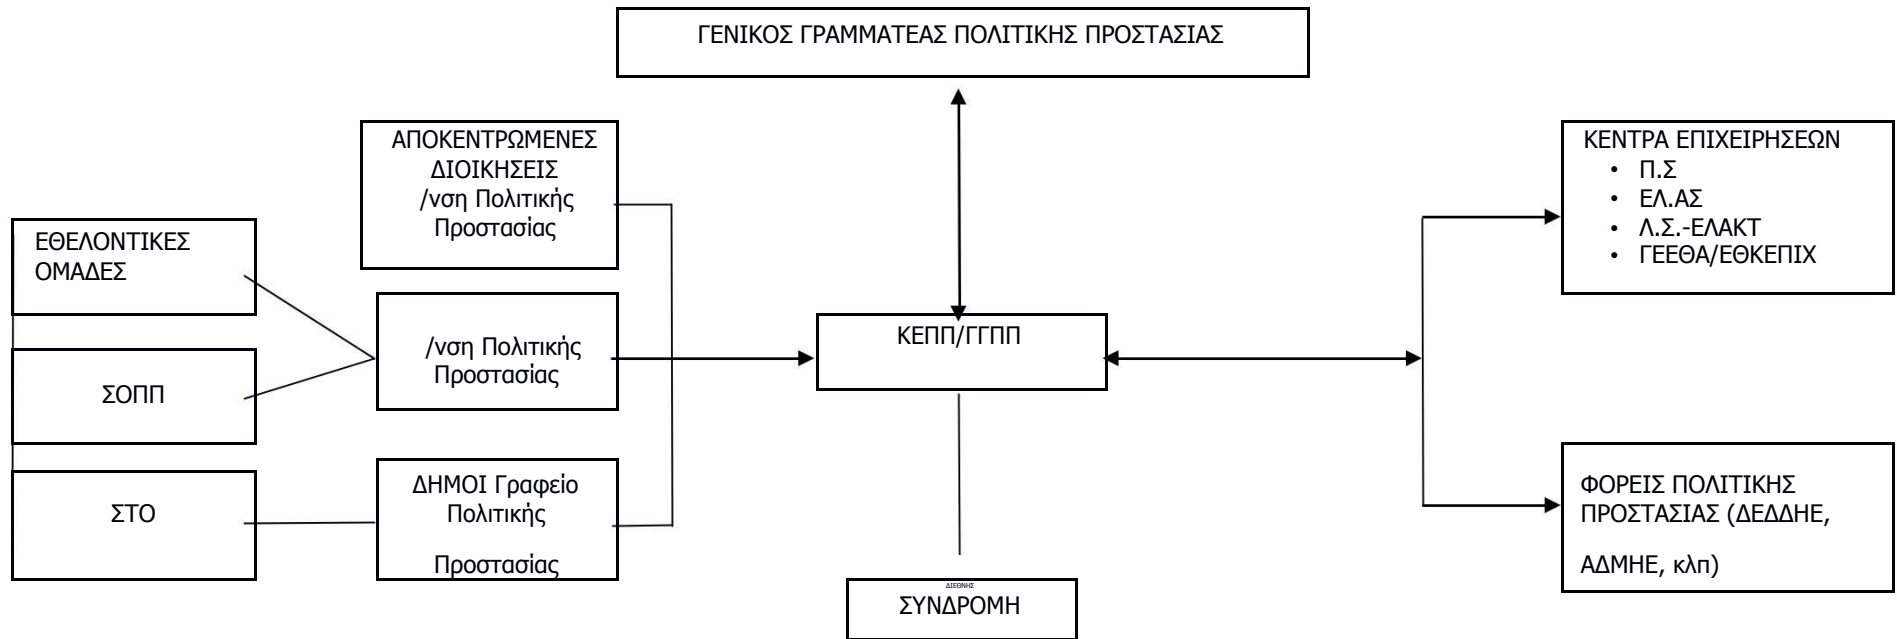 ΓΕΝΙΚΟΣ ΓΡΑΜΜΑΤΕΑΣ ΠΟΛΙΤΙΚΗΣ ΠΡΟΣΤΑΣΙΑΣ
ΑΠΟΚΕΝΤΡΩΜΕΝΕΣ
ΔΙΟΙΚΗΣΕΙΣ
/νση Πολιτικής
Προστασίας
ΕΘΕΛΟΝΤΙΚΕΣ
ΟΜΑΔΕΣ
/νση Πολιτικής
Προστασίας
ΣΟΠΠ
ΣΤΟ
ΔΗΜΟΙ Γραφείο
Πολιτικής
Προστασίας
ΚΕΠΠ/ΓΓΠΠ
ΔΙΕΘΝΗΣ
ΣΥΝΔΡΟΜΗ
ΚΕΝΤΡΑ ΕΠΙΧΕΙΡΗΣΕΩΝ
• Π.Σ
• ΕΛ.ΑΣ
• Λ.Σ.-ΕΛΑΚΤ
• ΓΕΕΘΑ/ΕΘΚΕΠΙΧ
ΦΟΡΕΙΣ ΠΟΛΙΤΙΚΗΣ
ΠΡΟΣΤΑΣΙΑΣ (ΔΕΔΔΗΕ,
ΑΔΜΗΕ, κλπ)